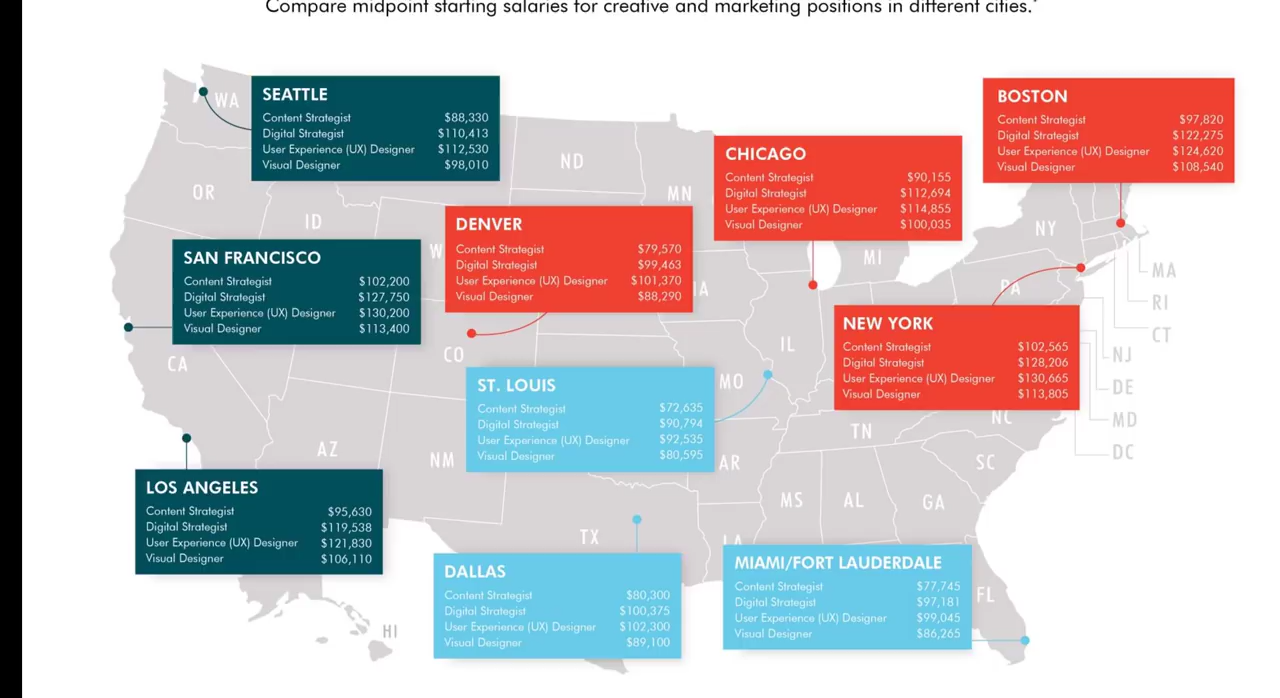 Compare midpoint starting salaries for creative and marketing positions in different cities.*
WA
SEATTLE
Content Strategist $88,330
Digital Strategist $110,413
User Experience (UX) Designer $112,530
Visual Designer $98,010
BOSTON
Content Strategist $97,820
Digital Strategist $122,275
User Experience (UX) Designer $124,620
Visual Designer $108,540
CHICAGO
Content Strategist $90,155
Digital Strategist $112,694
User Experience (UX) Designer $114,855
Visual Designer $100,035
ND
OR
MN
ID
DENVER
Content Strategist $79,570
Digital Strategist $99,463
User Experience (UX) Designer $101,370
Visual Designer $88,290
NY
W
SAN FRANCISCO
Content Strategist $102,200
Digital Strategist $127,750
User Experience (UX) Designer $130,200
Visual Designer $113,400
MI
IA
PA
MA
RI
CT
NEW YORK
Content Strategist $102,565
Digital Strategist $128,206
User Experience (UX) Designer $130,665
Visual Designer $113,805
IL
CO
NJ
CA
MO
DE
ST. LOUIS
Content Strategist $72,635
Digital Strategist $90,794
User Experience (UX) Designer $92,535
Visual Designer $80,595
NC
MD
TN
AZ
NM
AR
SC
DC
LOS ANGELES
Content Strategist $95,630
Digital Strategist $119,538
User Experience (UX) Designer $121,830
Visual Designer $106,110
MS
AL
GA
TX
LA
DALLAS
Content Strategist $80,300
Digital Strategist $100,375
User Experience (UX) Designer $102,300
Visual Designer $89,100
MIAMI/FORT LAUDERDALE
Content Strategist $77,745
Digital Strategist $97,181
User Experience (UX) Designer $99,045
Visual Designer $86,265
FL
HI